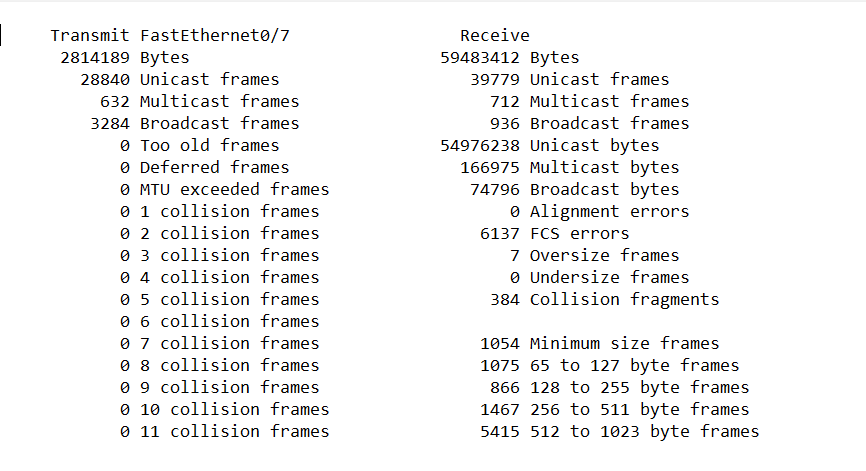 Transmit FastEthernet0/7                 Receive
 2814189 Bytes                         59483412 Bytes
   28840 Unicast frames                   39779 Unicast frames
     632 Multicast frames                   712 Multicast frames
    3284 Broadcast frames                   936 Broadcast frames
       0 Too old frames                54976238 Unicast bytes
       0 Deferred frames                 166975 Multicast bytes
       0 MTU exceeded frames              74796 Broadcast bytes
       0 1 collision frames                   0 Alignment errors
       0 2 collision frames                6137 FCS errors
       0 3 collision frames                   7 Oversize frames
       0 4 collision frames                   0 Undersize frames
       0 5 collision frames                 384 Collision fragments
       0 6 collision frames
       0 7 collision frames                1054 Minimum size frames
       0 8 collision frames                1075 65 to 127 byte frames
       0 9 collision frames                 866 128 to 255 byte frames
       0 10 collision frames               1467 256 to 511 byte frames
       0 11 collision frames               5415 512 to 1023 byte frames